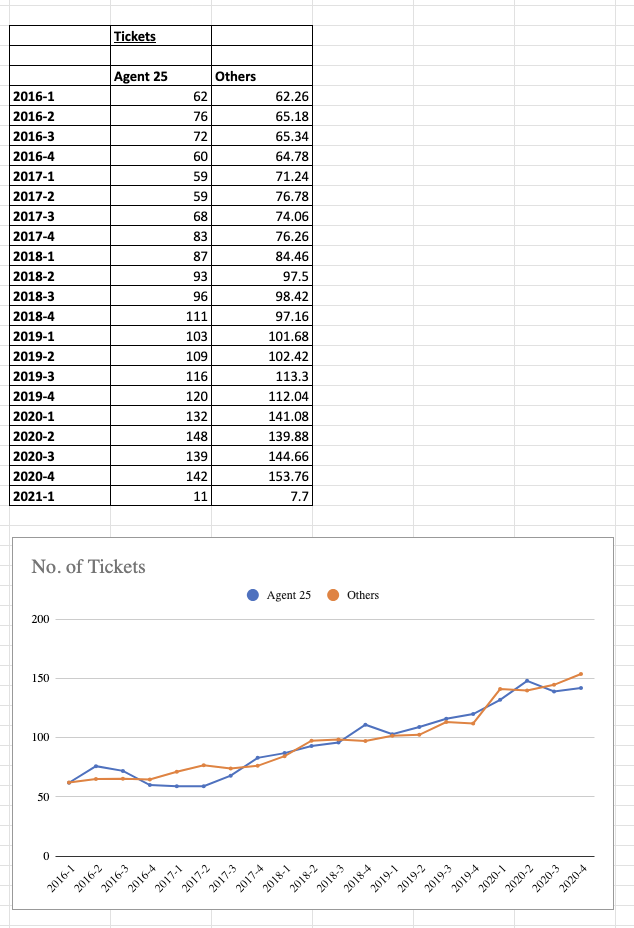 Tickets
Agent 25 Others
2016-1 62 62.26
2016-2 76 65.18
2016-3 72 65.34
2016-4 60 64.78
2017-1 59 71.24
2017-2 59 76.78
2017-3 68 74.06
2017-4 83 76.26
2018-1 87 84.46
2018-2 93 97.5
2018-3 96 98.42
2018-4 111 97.16
2019-1 103 101.68
2019-2 109 102.42
2019-3 116 113.3
2019-4 120 112.04
2020-1 132 141.08
2020-2 148 139.88
2020-3 139 144.66
2020-4 142 153.76
2021-1 11 7.7
No. of Tickets
Agent 25 Others
200
150
100
50
0
2016-1 2016-2 2016-3 2016-4 2017-1 2017-2 2017-3 2017-4 2018-1 2018-2 2018-3 2018-4 2019-1 2019-2 2019-3 2019-4 2020-1 2020-2 2020-3 2020-4